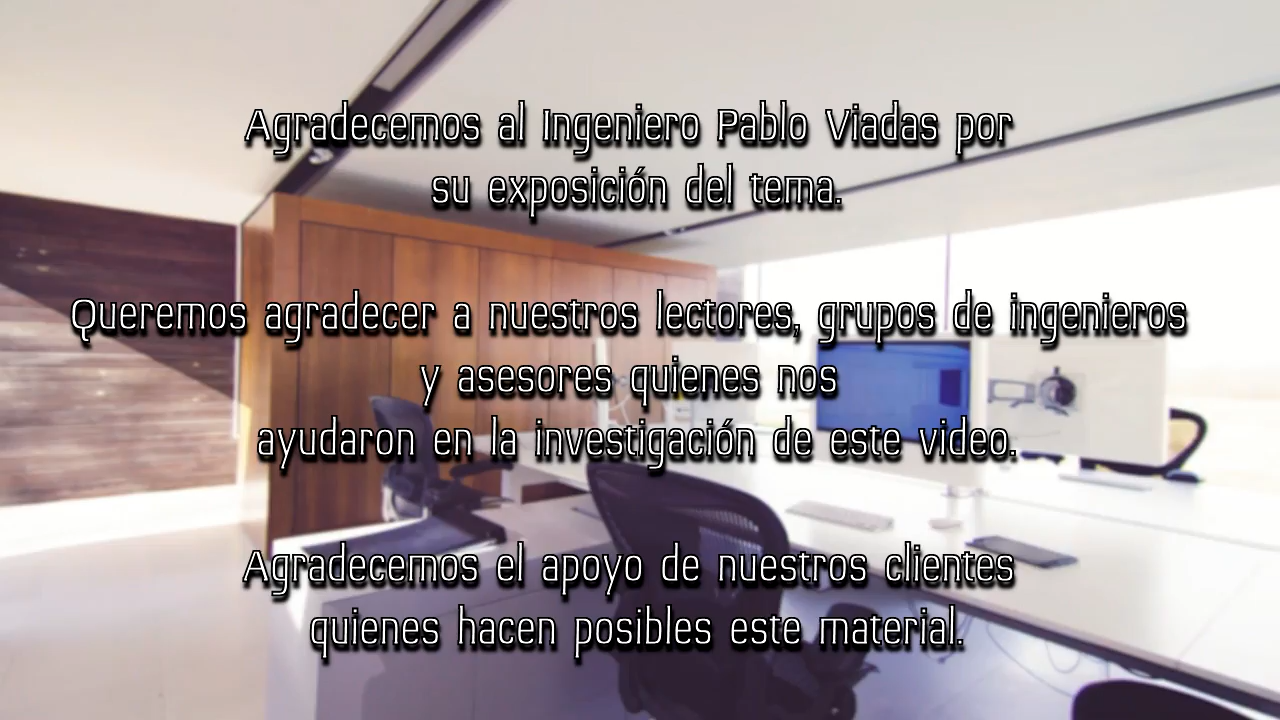 Agradecemos al Ingeniero Pablo Viadas por
su exposición del tema.
Queremos agradecer a nuestros lectores, grupos de ingenieros
y asesores quienes nos
ayudaron en la investigación de este video.
Agradecemos el apoyo de nuestros clientes
quienes hacen posibles este material.